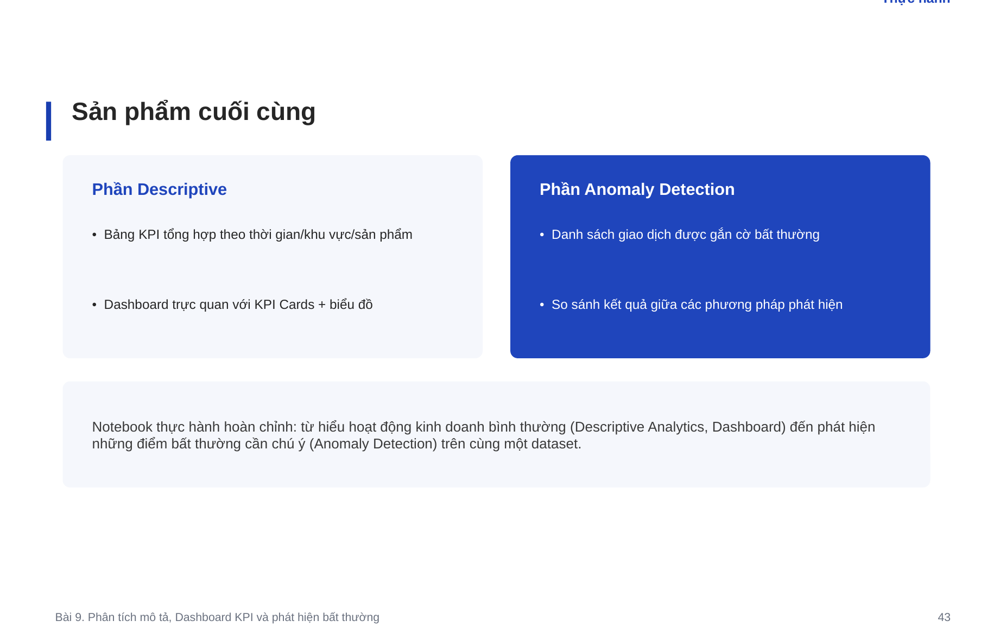 Thực hành
Sản phẩm cuối cùng
Phần Descriptive
• Bảng KPI tổng hợp theo thời gian/khu vực/sản phẩm
• Dashboard trực quan với KPI Cards + biểu đồ
Phần Anomaly Detection
• Danh sách giao dịch được gắn cờ bất thường
• So sánh kết quả giữa các phương pháp phát hiện
Notebook thực hành hoàn chỉnh: từ hiểu hoạt động kinh doanh bình thường (Descriptive Analytics, Dashboard) đến phát hiện
những điểm bất thường cần chú ý (Anomaly Detection) trên cùng một dataset.
Bài 9. Phân tích mô tả, Dashboard KPI và phát hiện bất thường
43